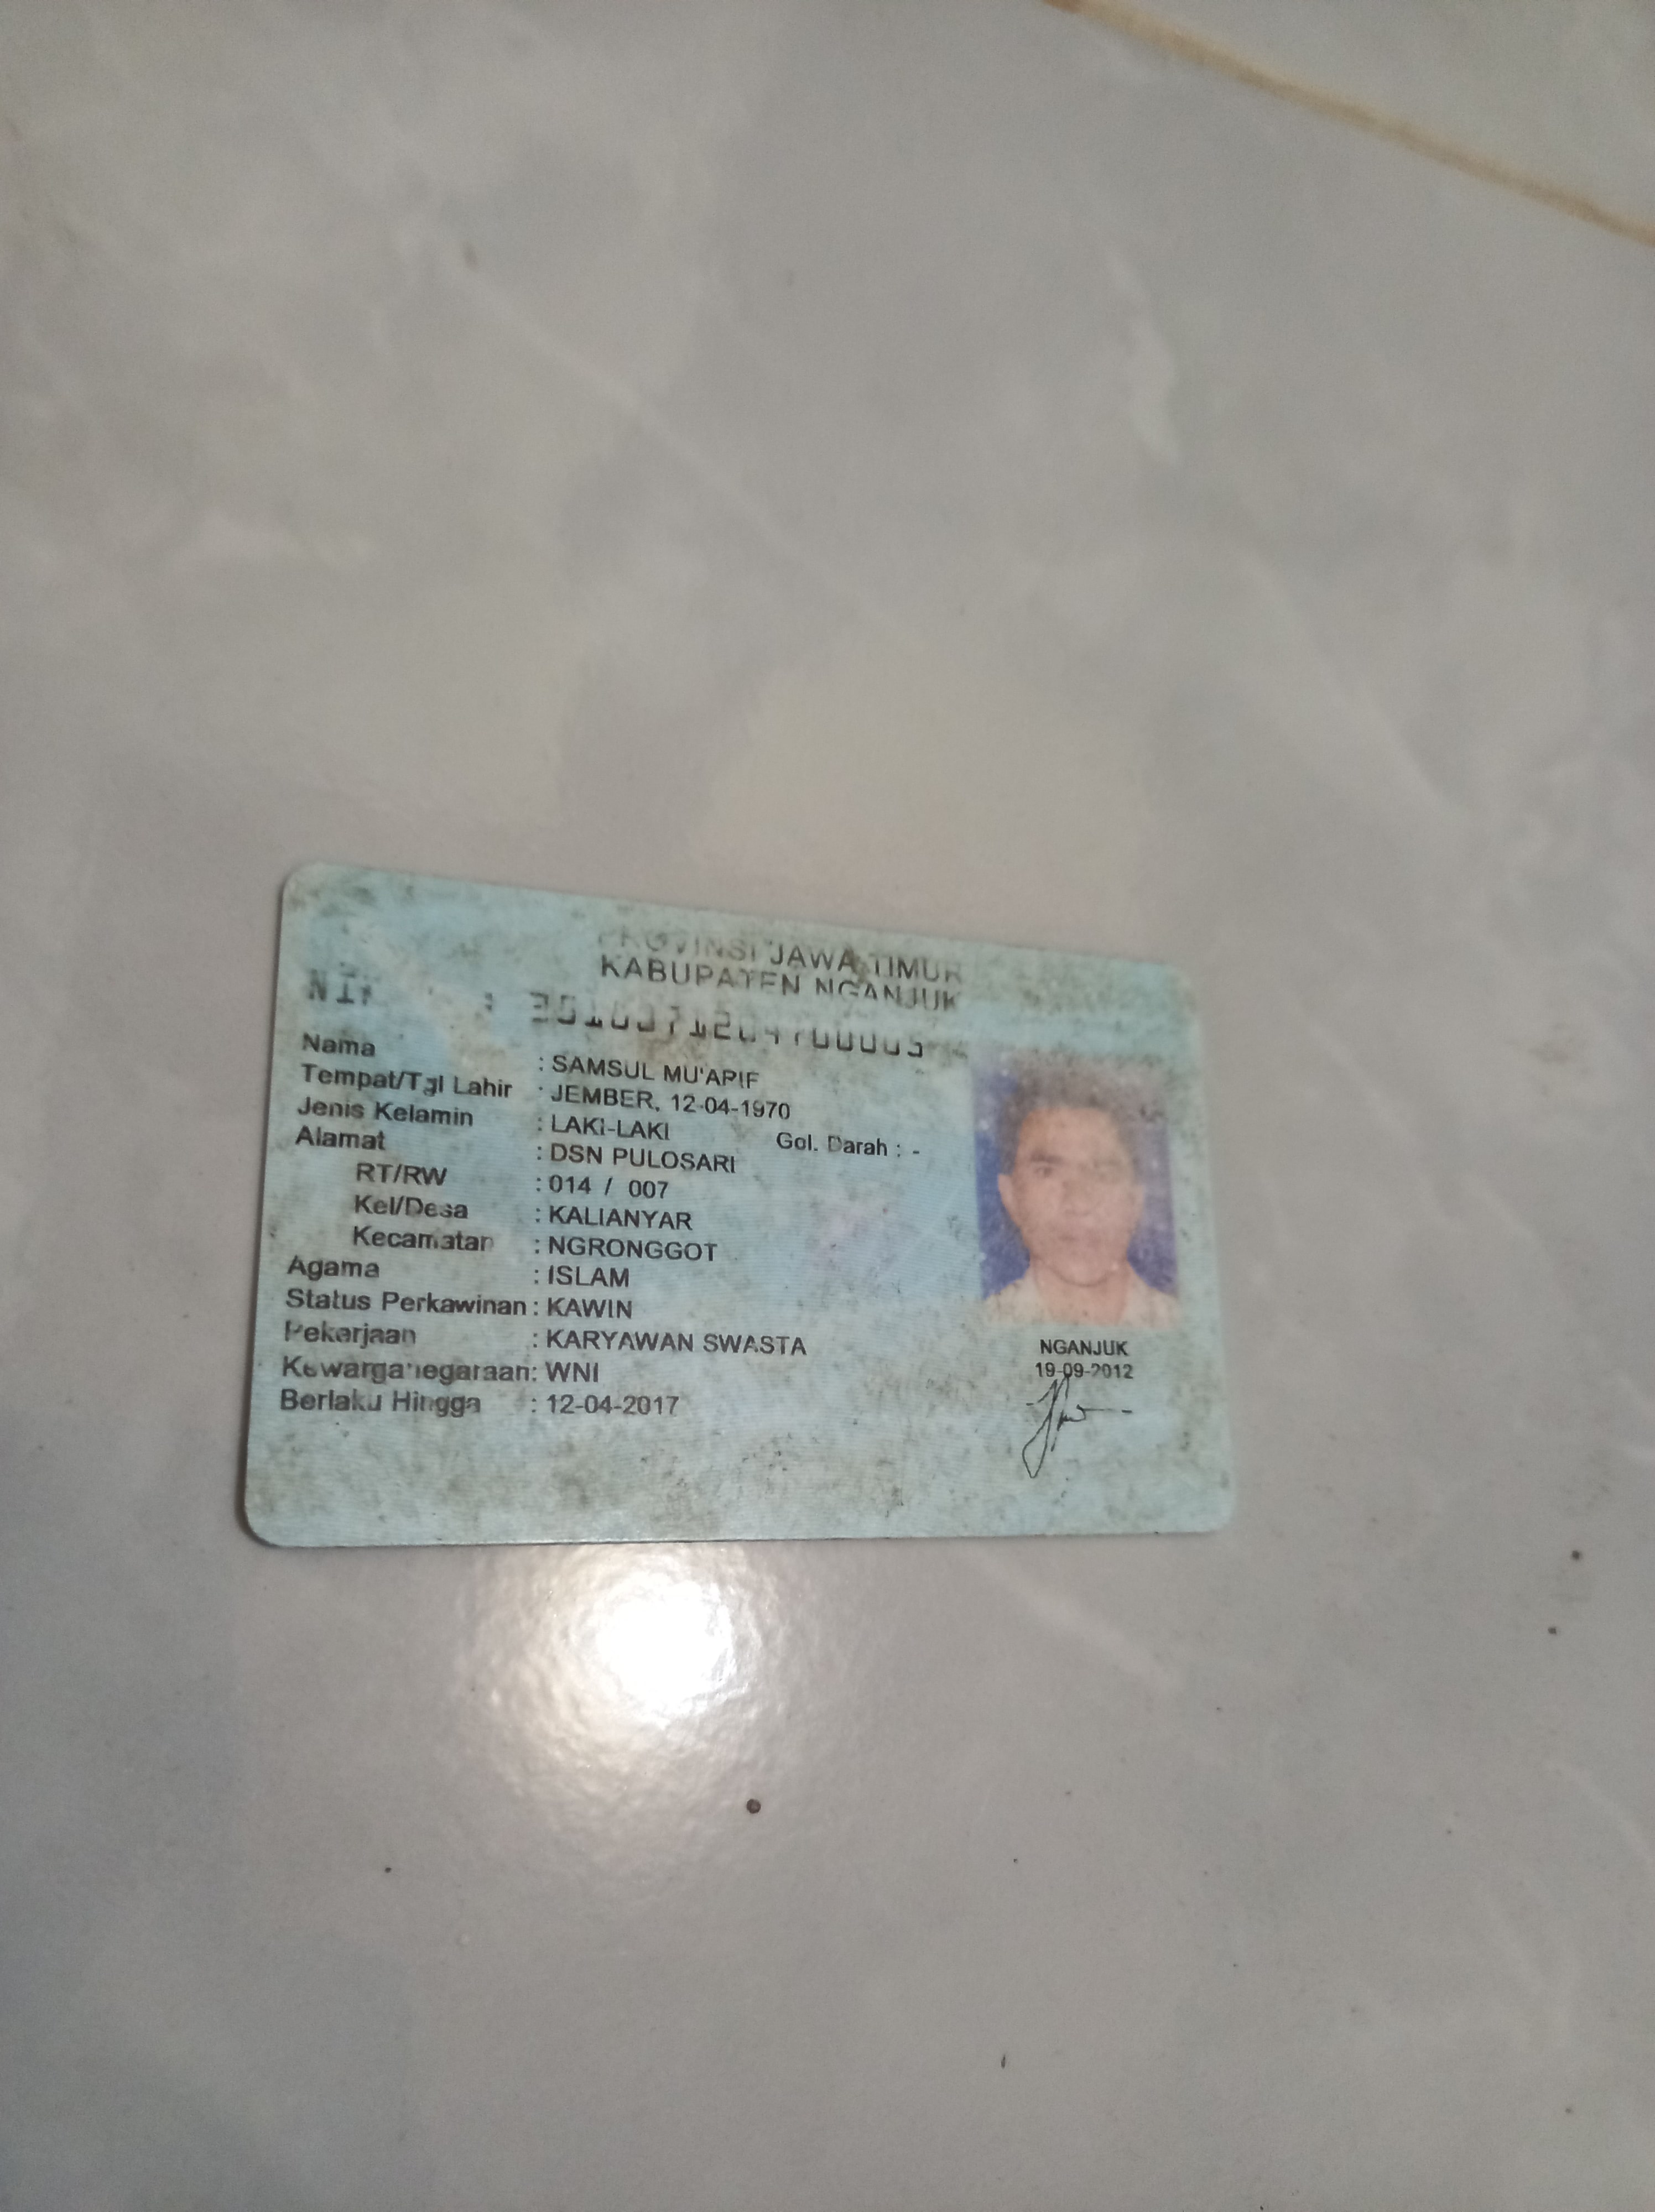 PROVINSI JAWA TIMUR
KABUPATEN NGANJUK
NIK :
Nama : SAMSUL MU'ARIF
Tempat/Tgl Lahir : JEMBER, 12-04-1970
Jenis Kelamin : LAKI-LAKI Gol. Darah : -
Alamat : DSN PULOSARI
RT/RW : 014 / 007
Kel/Desa : KALIANYAR
Kecamatan : NGRONGGOT
Agama : ISLAM
Status Perkawinan : KAWIN
Pekerjaan : KARYAWAN SWASTA
Kewarganegaraan : WNI
Berlaku Hingga : 12-04-2017
NGANJUK
19-09-2012